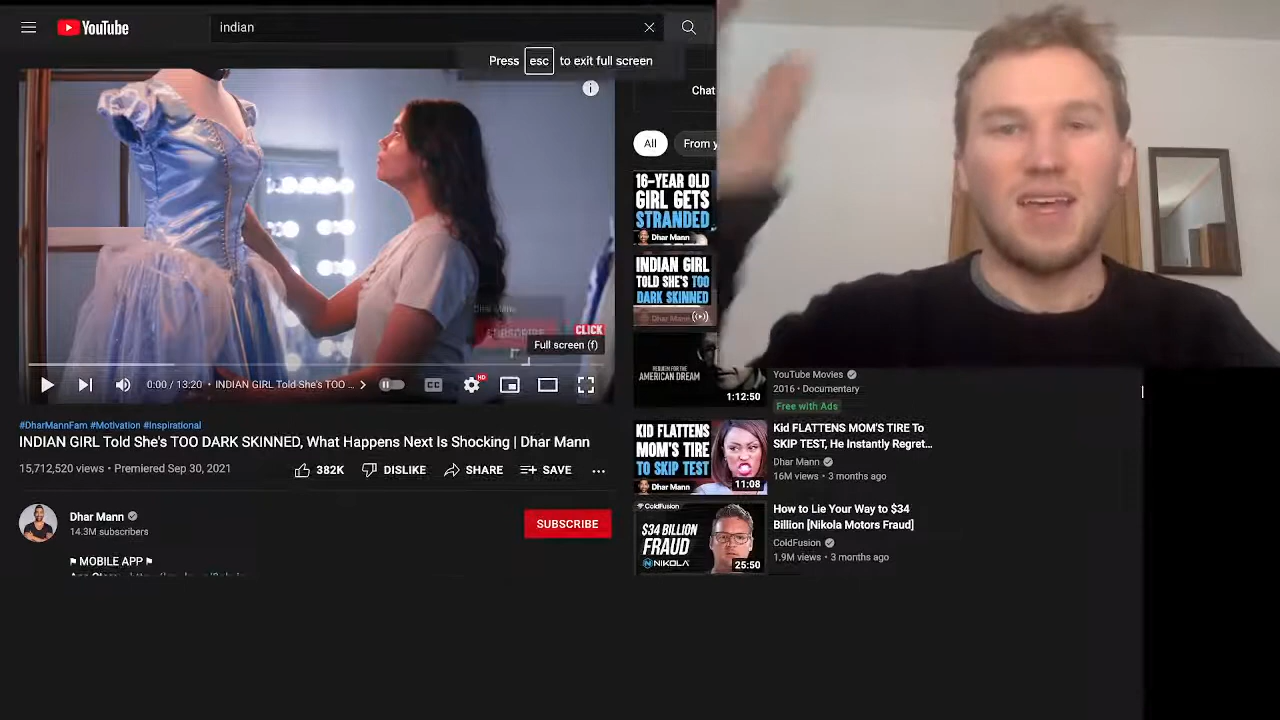 YouTube
indian
Press esc to exit full screen
CLICK
Full screen (f)
0:00 / 13:20 • INDIAN GIRL Told She's TOO ...
CC
HD
#DharMannFam #Motivation #Inspirational
INDIAN GIRL Told She's TOO DARK SKINNED, What Happens Next Is Shocking | Dhar Mann
15,712,520 views • Premiered Sep 30, 2021
382K
DISLIKE
SHARE
SAVE
Dhar Mann
14.3M subscribers
SUBSCRIBE
MOBILE APP
Chat
All
From y
16-YEAR OLD
GIRL GETS
STRANDED
Dhar Mann
INDIAN GIRL
TOLD SHE'S TOO
DARK SKINNED
Dhar Mann
REQUIEM FOR THE
AMERICAN DREAM
1:12:50
YouTube Movies
2016 • Documentary
Free with Ads
KID FLATTENS
MOM'S TIRE
TO SKIP TEST
Dhar Mann
11:08
Kid FLATTENS MOM'S TIRE To
SKIP TEST, He Instantly Regret...
Dhar Mann
16M views • 3 months ago
ColdFusion
$34 BILLION
FRAUD
NIKOLA
25:50
How to Lie Your Way to $34
Billion [Nikola Motors Fraud]
ColdFusion
1.9M views • 3 months ago